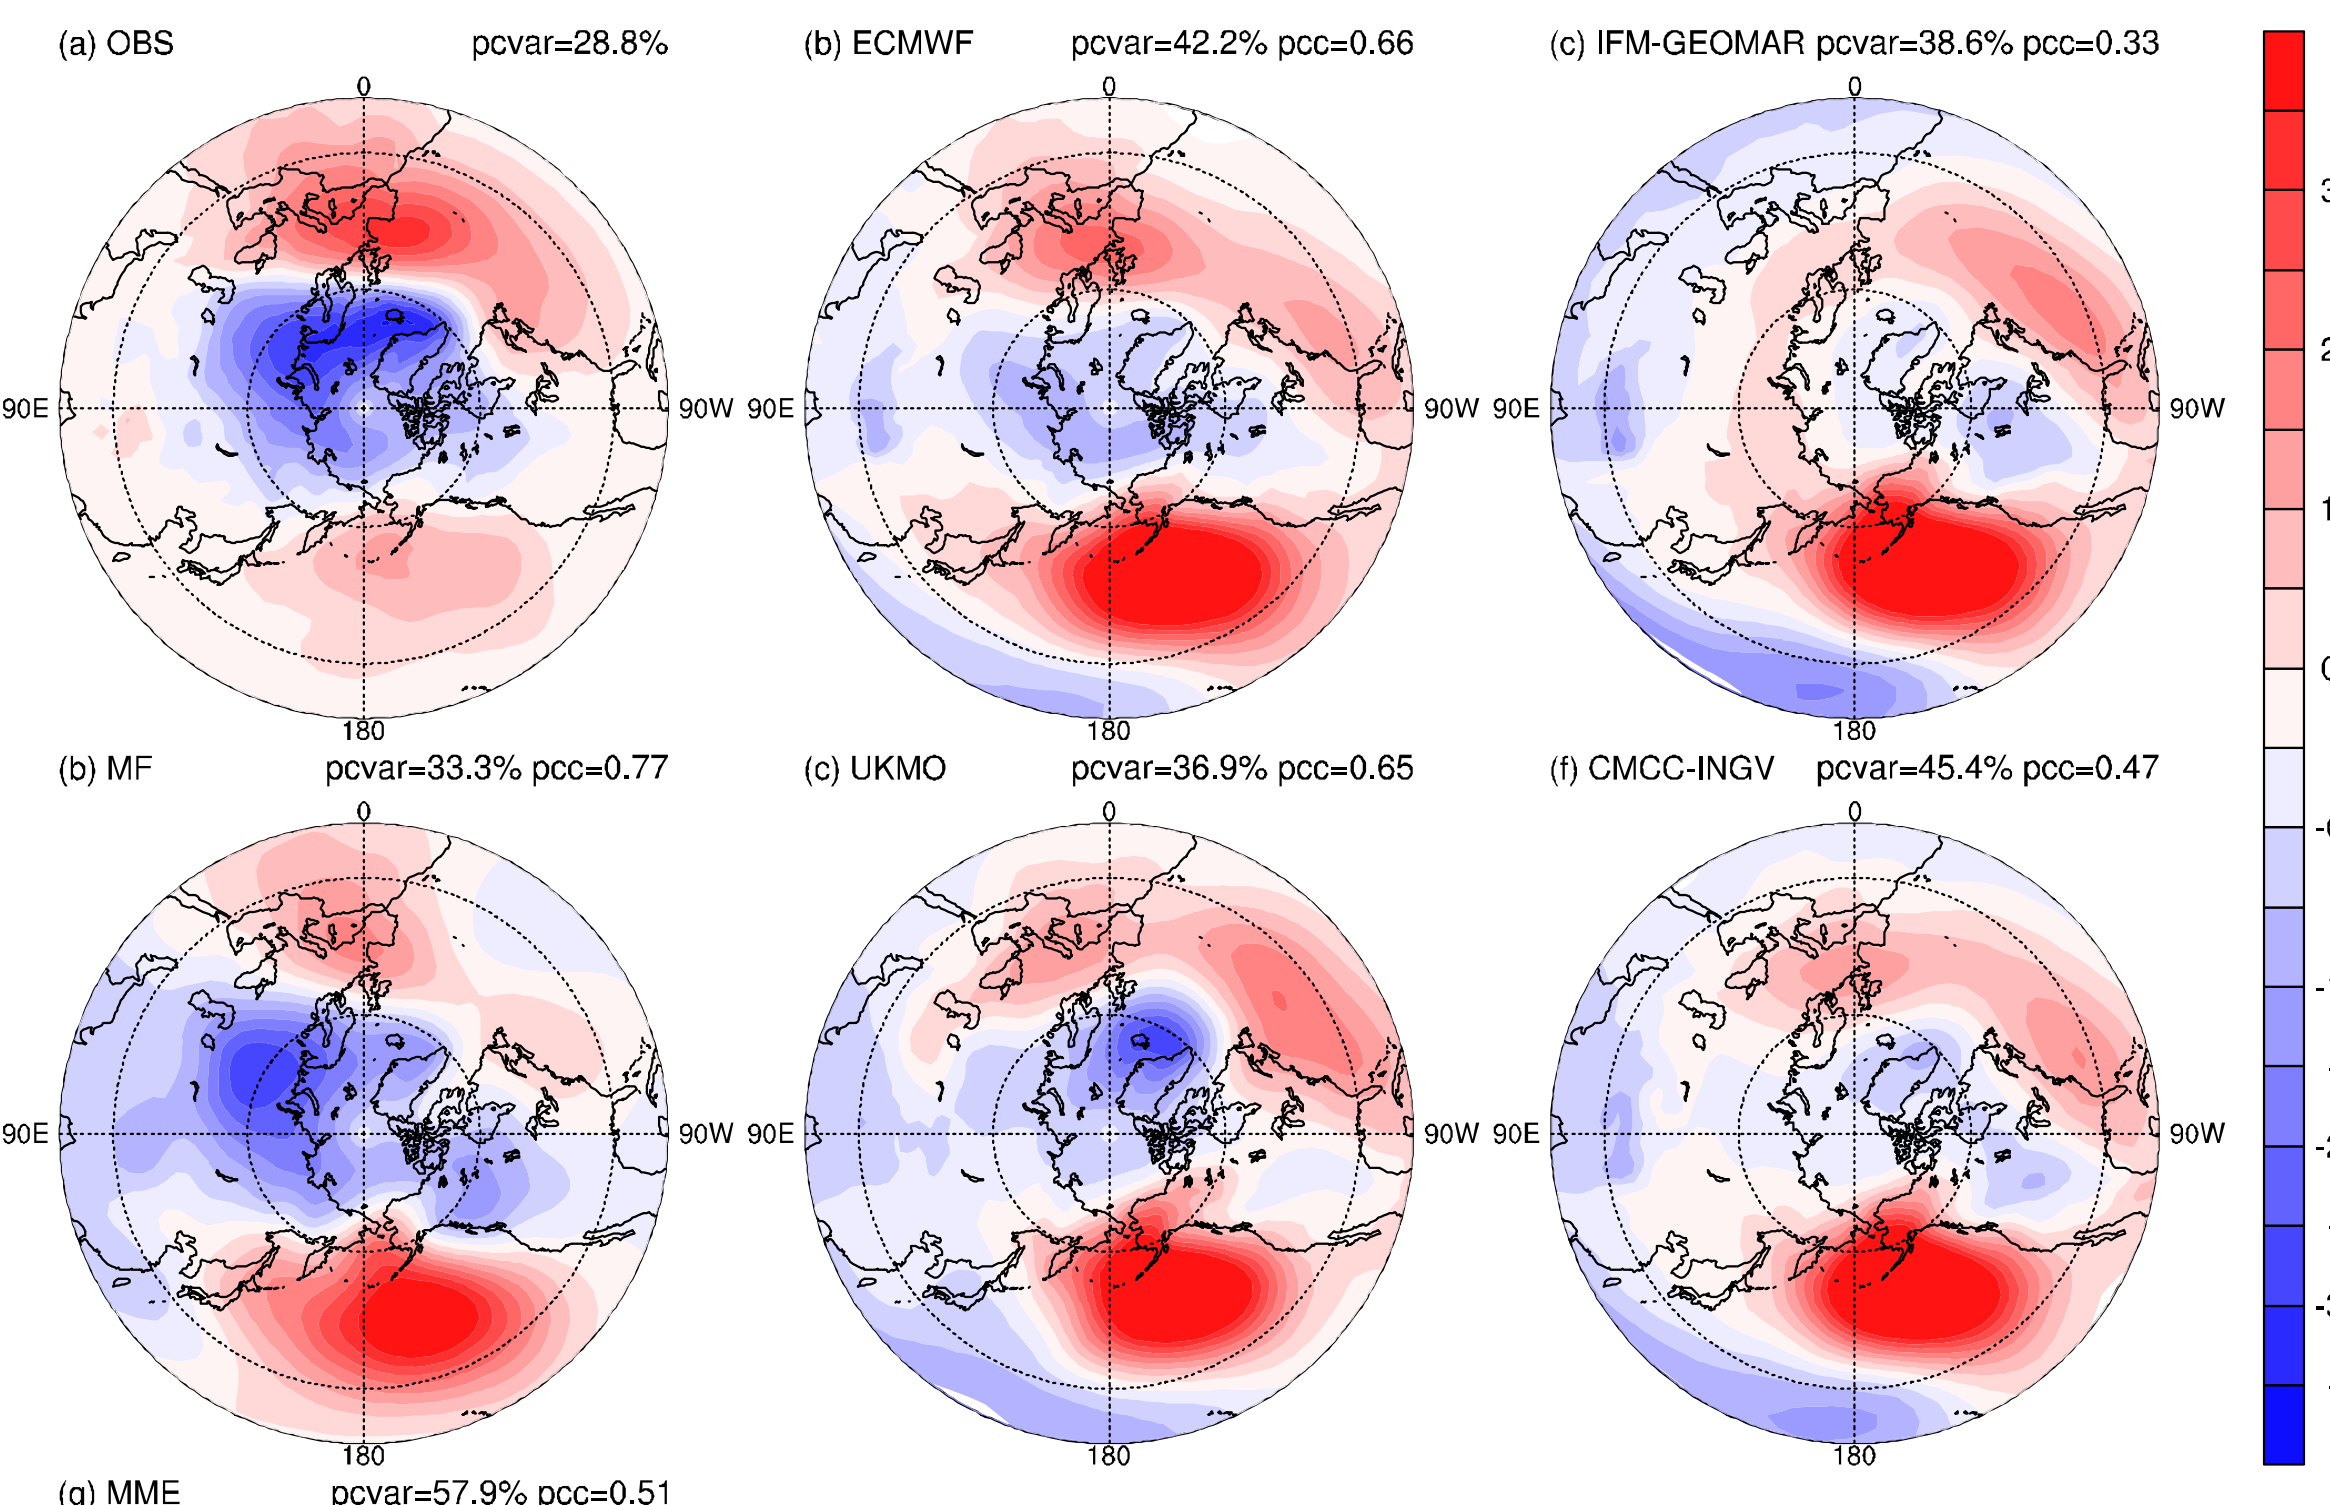 (a) OBS pcvar=28.8%
(b) ECMWF pcvar=42.2% pcc=0.66
(c) IFM-GEOMAR pcvar=38.6% pcc=0.33
0
0
0
90E
90W
90E
90W
90E
90W
180
180
180
(b) MF pcvar=33.3% pcc=0.77
(c) UKMO pcvar=36.9% pcc=0.65
(f) CMCC-INGV pcvar=45.4% pcc=0.47
0
0
0
90E
90W
90E
90W
90E
90W
180
180
180
(g) MME pcvar=57.9% pcc=0.51